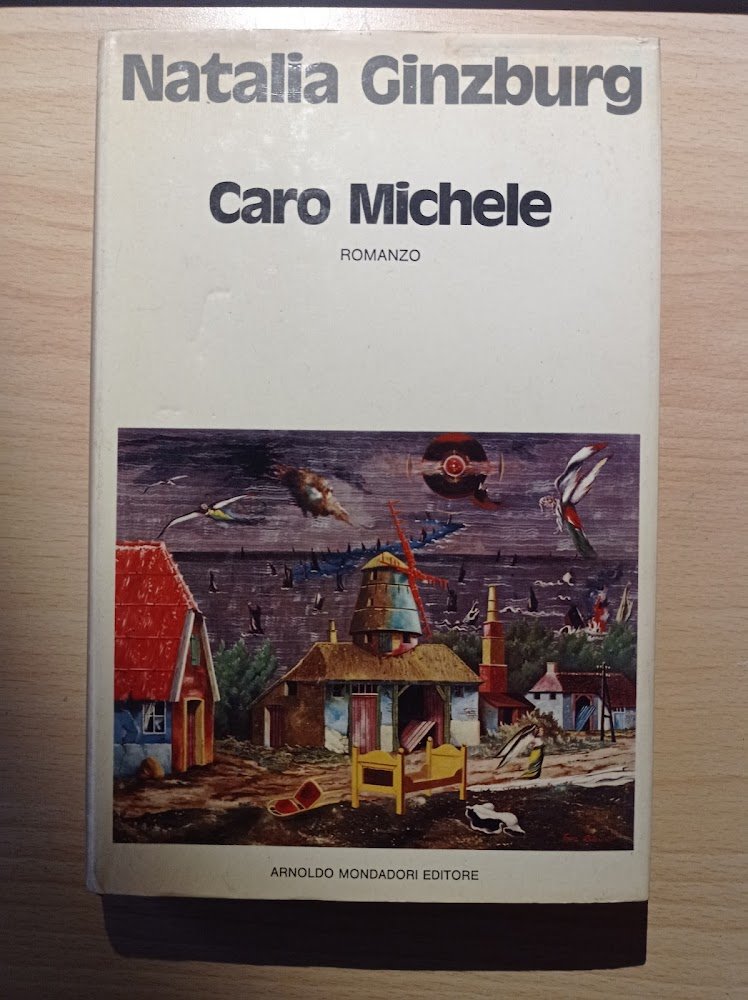 Natalia Ginzburg
Caro Michele
ROMANZO
ARNOLDO MONDADORI EDITORE